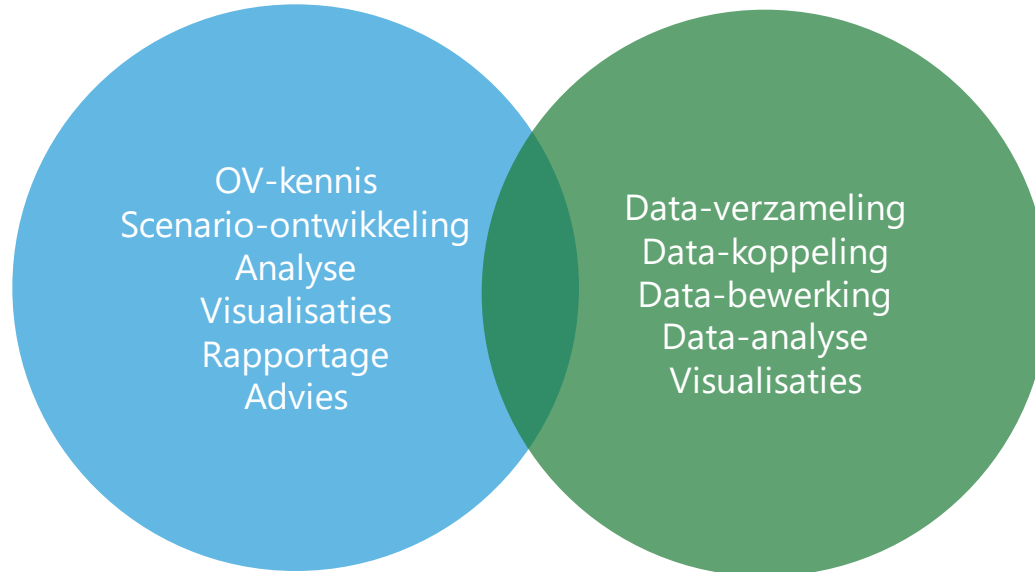 OV-kennis
Scenario-ontwikkeling
Analyse
Visualisaties
Rapportage
Advies
Data-verzameling
Data-koppeling
Data-bewerking
Data-analyse
Visualisaties